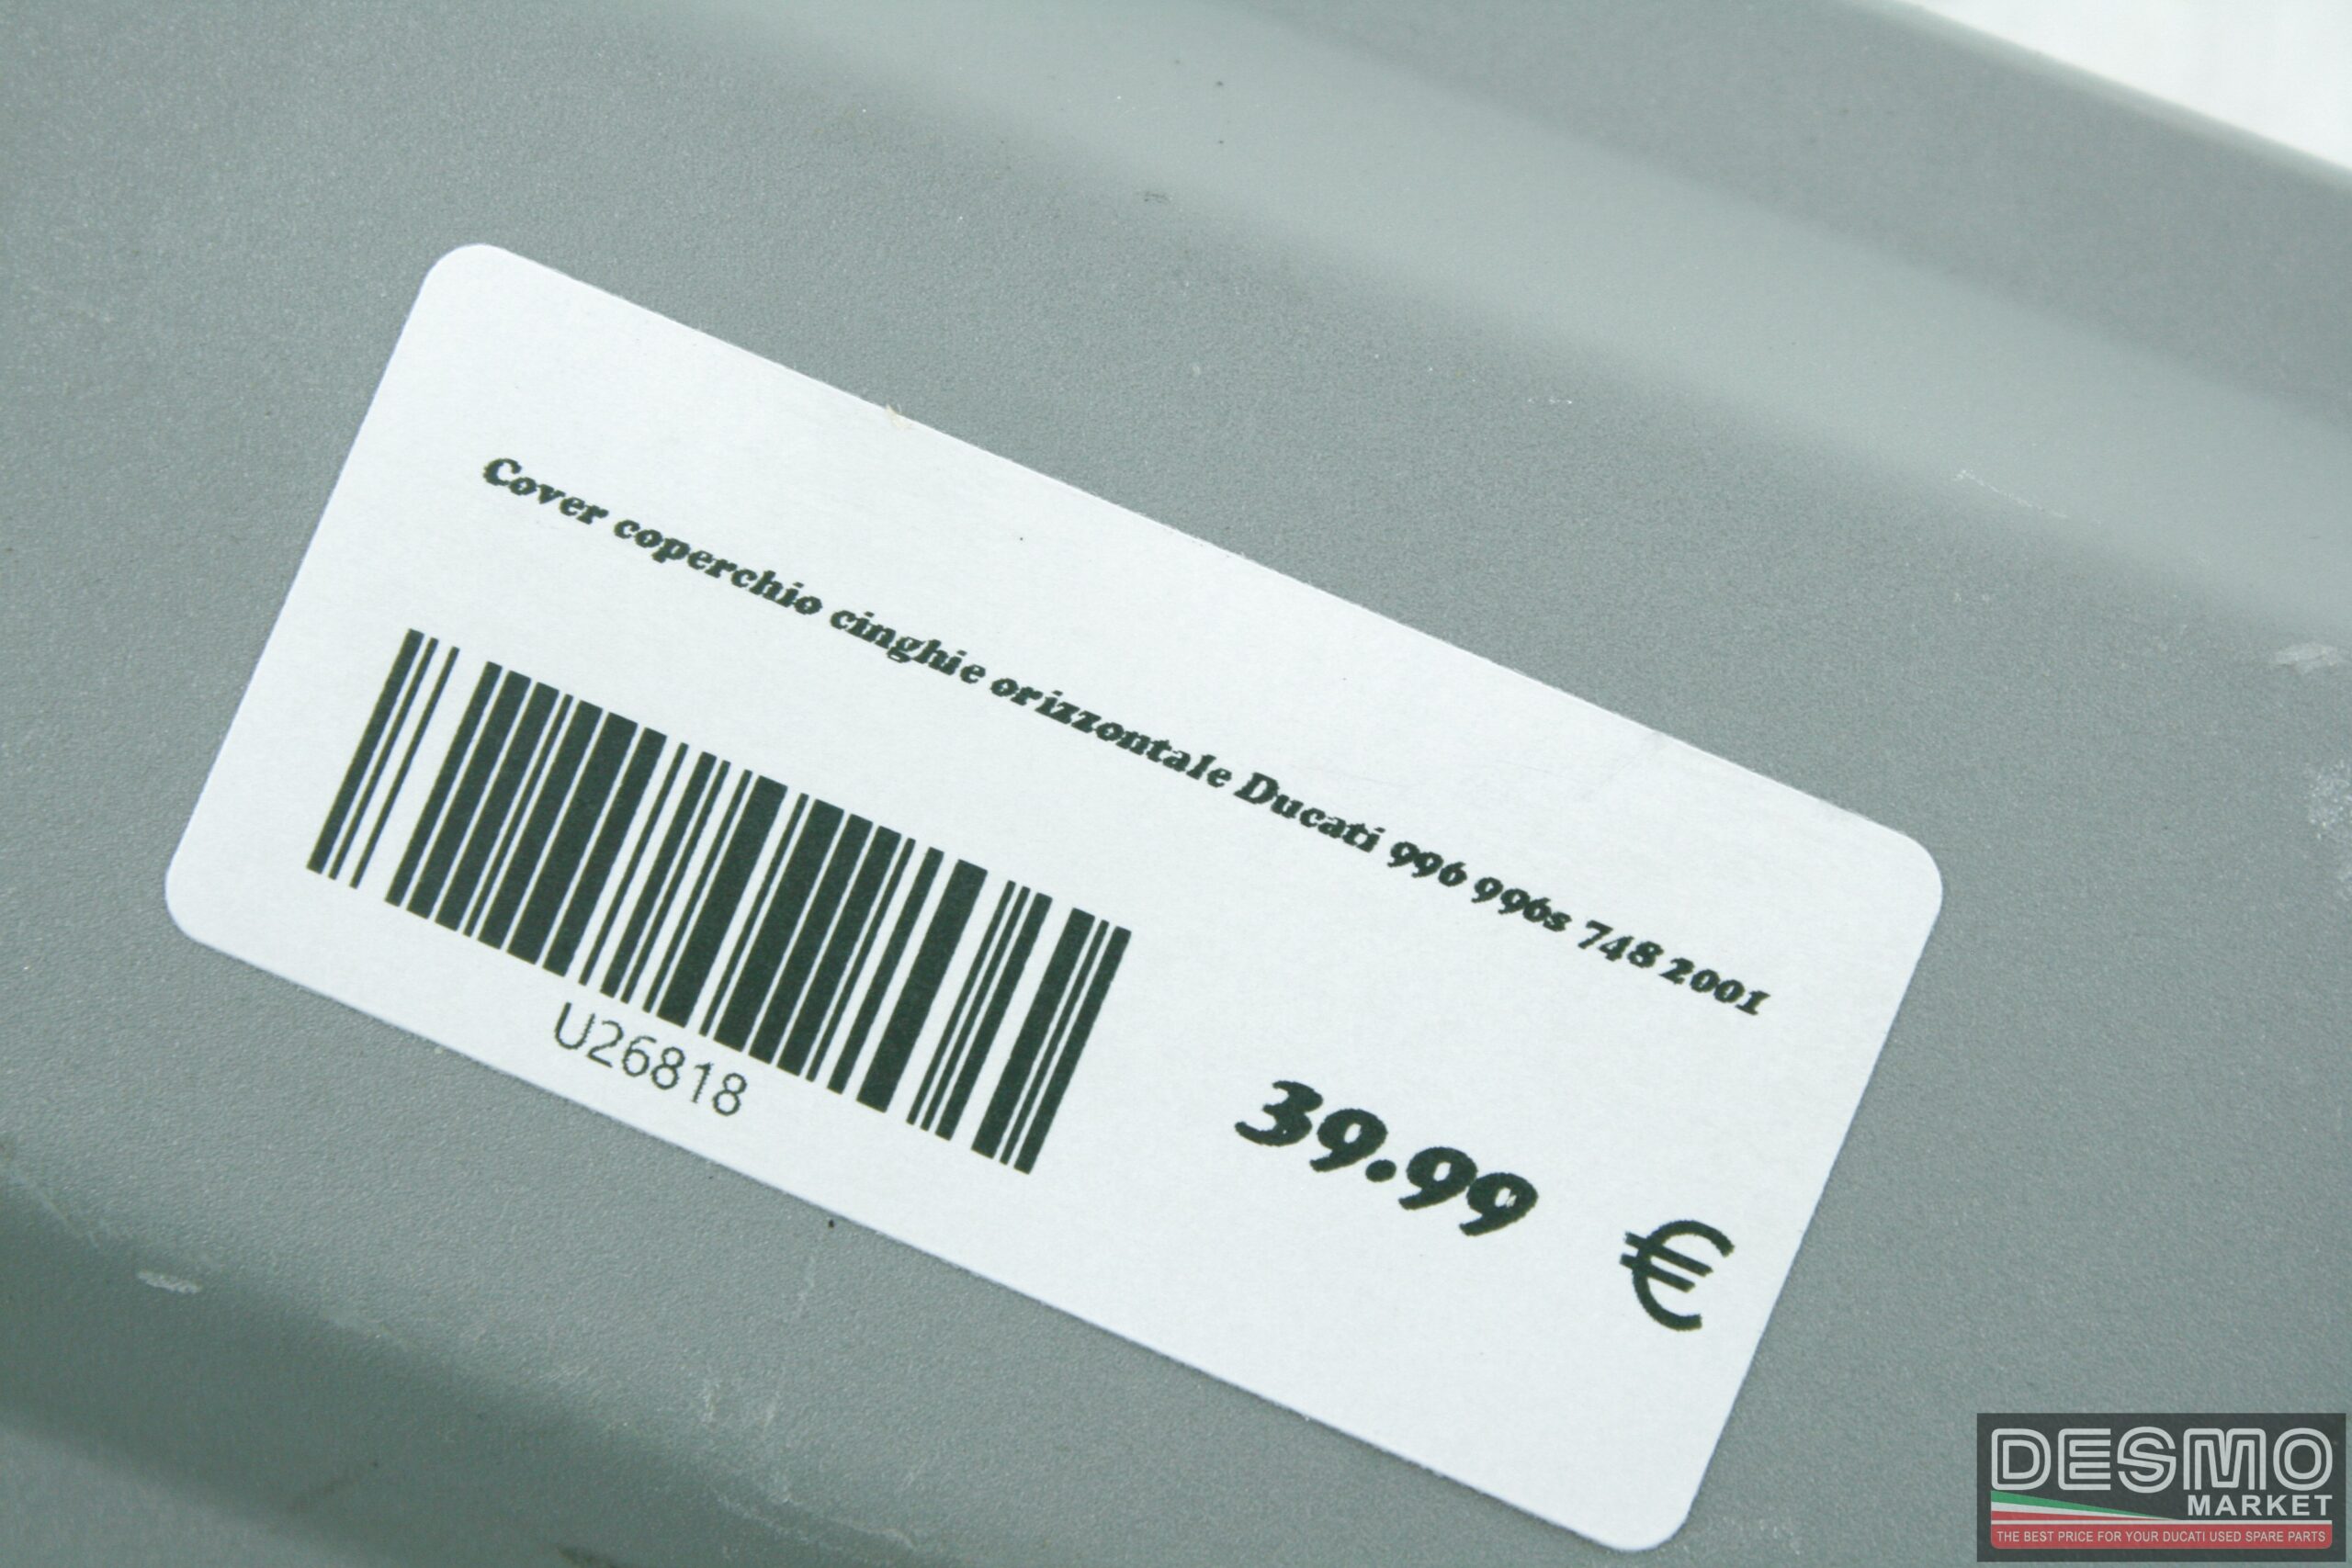 Cover coperchio cinghie orizzontale Ducati 996 996s 748 2001
U26818
39.99 €
DESMO
MARKET
THE BEST PRICE FOR YOUR DUCATI USED SPARE PARTS